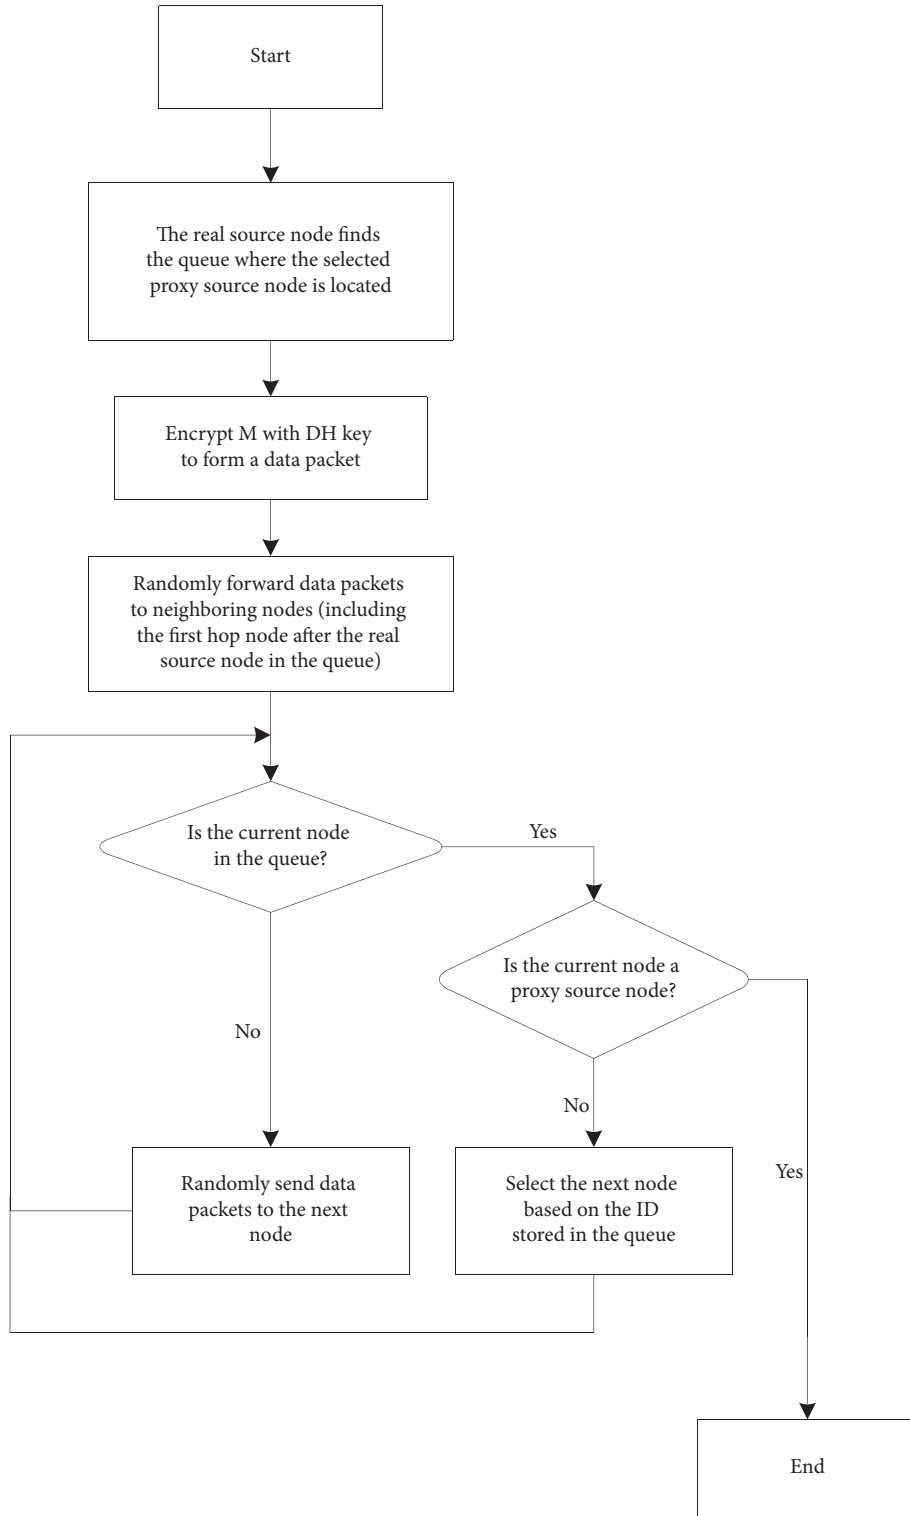 Start
The real source node finds
the queue where the selected
proxy source node is located
Encrypt M with DH key
to form a data packet
Randomly forward data packets
to neighboring nodes (including
the first hop node after the real
source node in the queue)
Is the current node
in the queue?
Yes
Is the current node a
proxy source node?
No
No
Yes
Randomly send data
packets to the next
node
Select the next node
based on the ID
stored in the queue
End